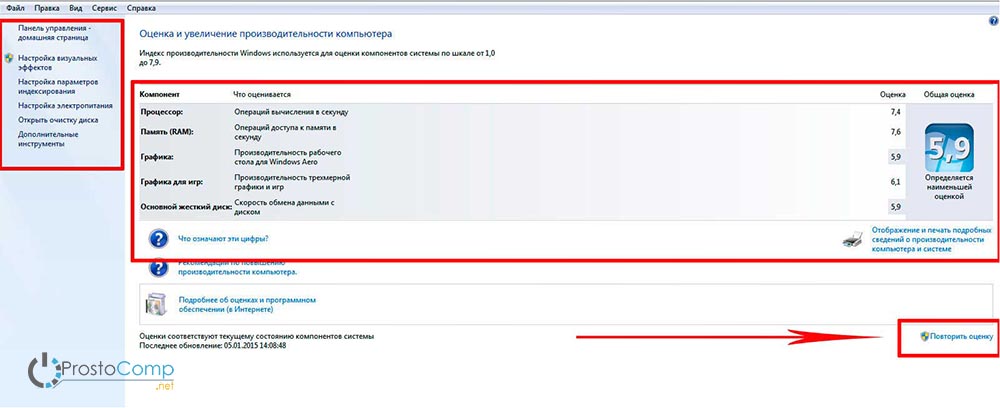 Файл Правка Вид Сервис Справка
Панель управления -
домашняя страница
Настройка визуальных
эффектов
Настройка параметров
индексирования
Настройка электропитания
Открыть очистку диска
Дополнительные
инструменты
Оценка и увеличение производительности компьютера
Индекс производительности Windows используется для оценки компонентов системы по шкале от 1,0
до 7,9.
Компонент Что оценивается Оценка Общая оценка
Процессор: Операций вычисления в секунду 7,4
Память (RAM): Операций доступа к памяти в
секунду 7,6
Графика: Производительность рабочего
стола для Windows Aero 5,9
Графика для игр: Производительность трехмерной
графики и игр 6,1
Основной жесткий диск: Скорость обмена данными с
диском 5,9
5,9
Определяется
наименьшей
оценкой
Что означают эти цифры?
Отображение и печать подробных
сведений о производительности
компьютера и системе
Рекомендации по повышению
производительности компьютера.
Подробнее об оценках и программном
обеспечении (в Интернете)
Оценки соответствуют текущему состоянию компонентов системы
Последнее обновление: 05.01.2015 14:08:48
Повторить оценку
ProstoComp
.net